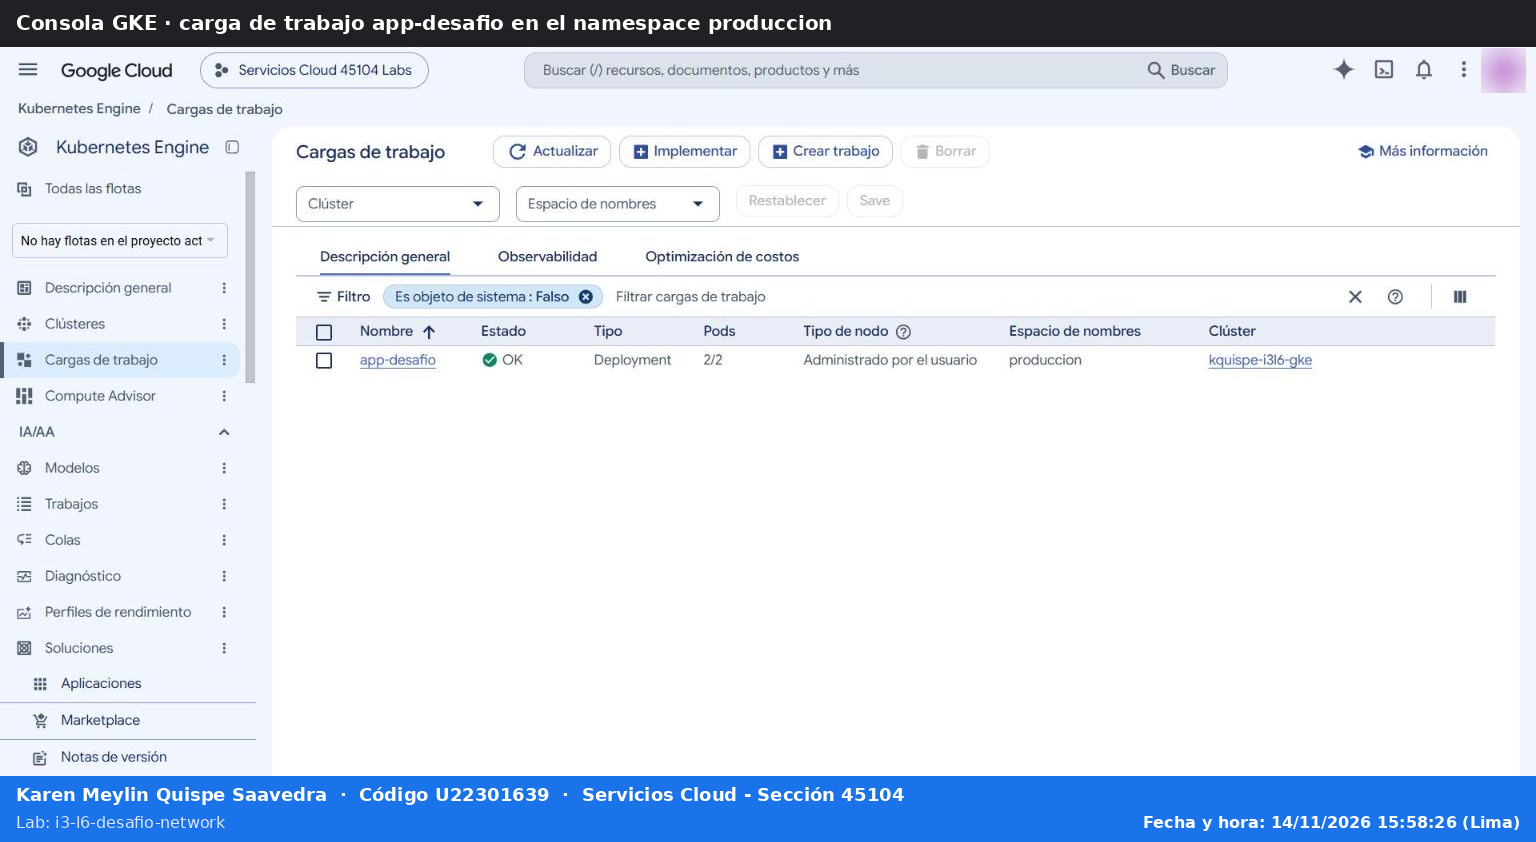 Consola GKE · carga de trabajo app-desafio en el namespace produccion
Google Cloud
Servicios Cloud 45104 Labs
Buscar (/) recursos, documentos, productos y más
Buscar
Kubernetes Engine / Cargas de trabajo
Kubernetes Engine
Todas las flotas
No hay flotas en el proyecto act
Descripción general
Clústeres
Cargas de trabajo
Compute Advisor
IA/AA
Modelos
Trabajos
Colas
Diagnóstico
Perfiles de rendimiento
Soluciones
Aplicaciones
Marketplace
Notas de versión
Cargas de trabajo
Actualizar
Implementar
Crear trabajo
Borrar
Más información
Clúster
Espacio de nombres
Restablecer
Save
Descripción general
Observabilidad
Optimización de costos
Filtro
Es objeto de sistema : Falso
Filtrar cargas de trabajo
Nombre Estado Tipo Pods Tipo de nodo Espacio de nombres Clúster
app-desafio OK Deployment 2/2 Administrado por el usuario produccion kquispe-i3l6-gke
Karen Meylin Quispe Saavedra · Código U22301639 · Servicios Cloud - Sección 45104
Lab: i3-l6-desafio-network
Fecha y hora: 14/11/2026 15:58:26 (Lima)